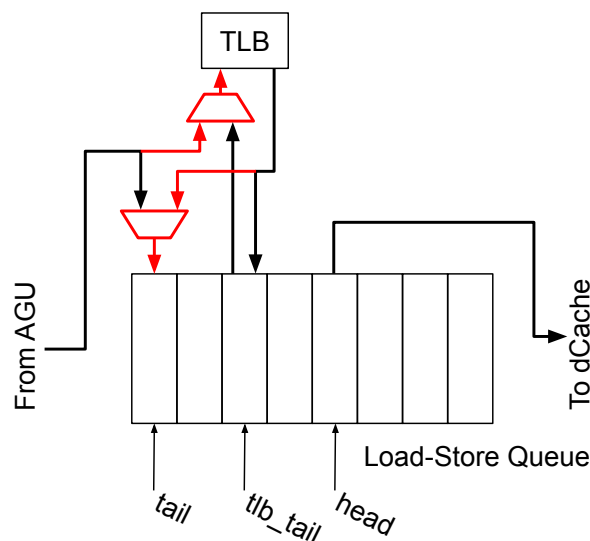 TLB
From AGU
To dCache
Load-Store Queue
tail
tlb_tail
head